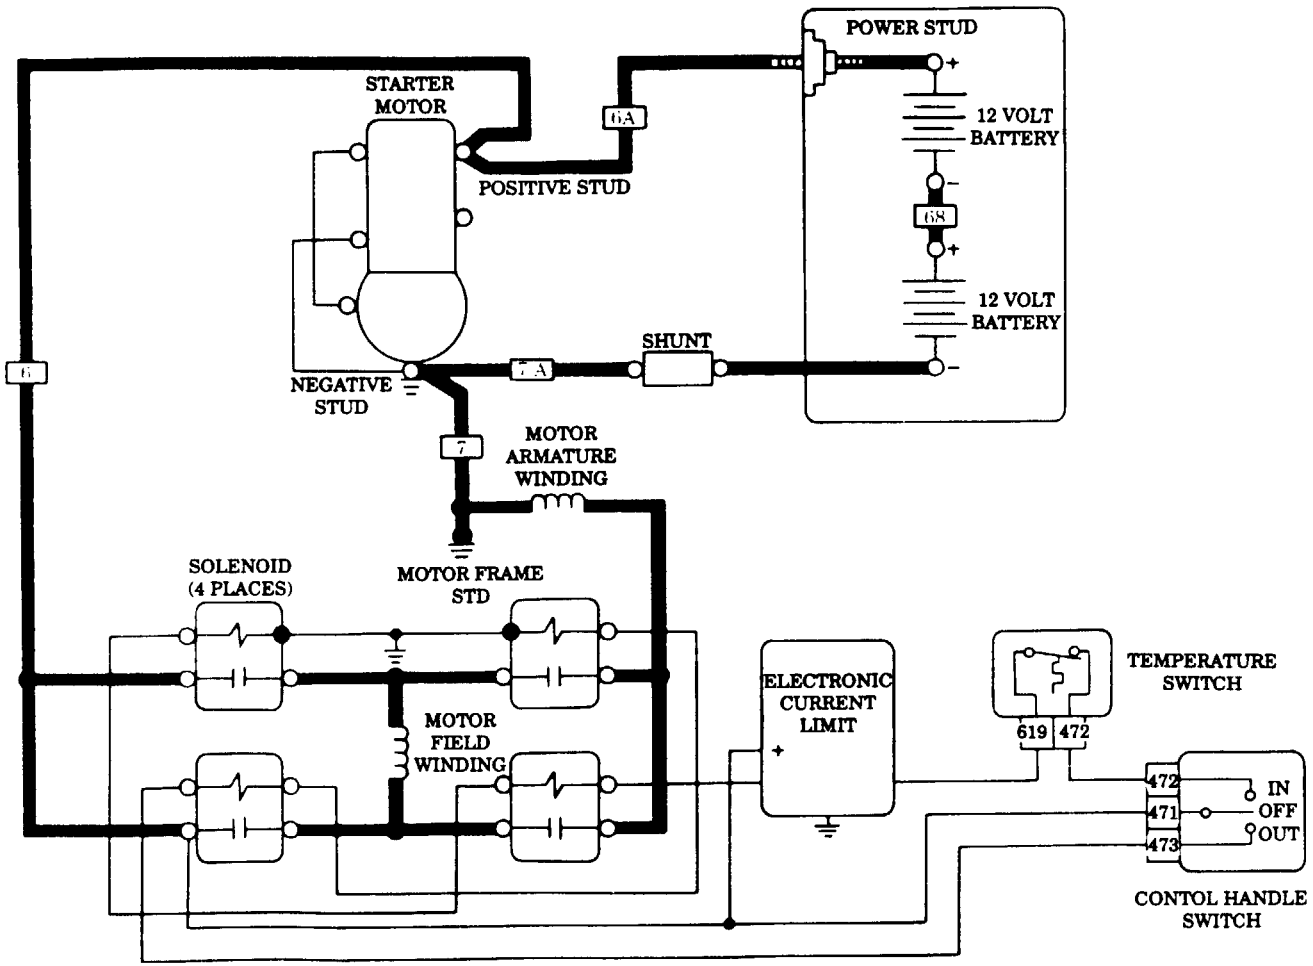 POWER STUD
+
STARTER
MOTOR
6A
12 VOLT
BATTERY
POSITIVE STUD
−
68
+
12 VOLT
BATTERY
SHUNT
6
7A
−
NEGATIVE
STUD
7
MOTOR
ARMATURE
WINDING
SOLENOID
(4 PLACES)
MOTOR FRAME
STD
ELECTRONIC
CURRENT
LIMIT
+
TEMPERATURE
SWITCH
619 472
MOTOR
FIELD
WINDING
472 IN
471 OFF
473 OUT
CONTOL HANDLE
SWITCH